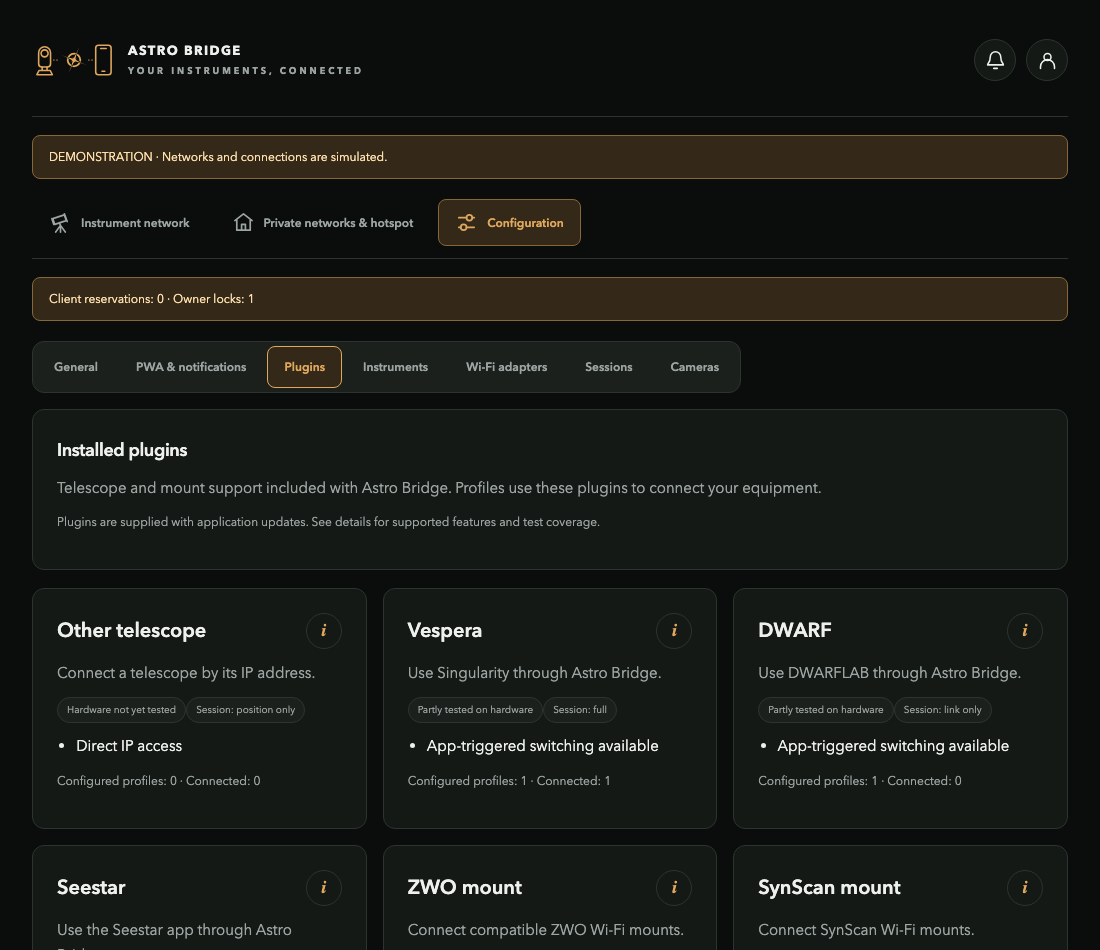 ASTRO BRIDGE
YOUR INSTRUMENTS, CONNECTED
DEMONSTRATION · Networks and connections are simulated.
Instrument network
Private networks & hotspot
Configuration
Client reservations: 0 · Owner locks: 1
General
PWA & notifications
Plugins
Instruments
Wi-Fi adapters
Sessions
Cameras
Installed plugins
Telescope and mount support included with Astro Bridge. Profiles use these plugins to connect your equipment.
Plugins are supplied with application updates. See details for supported features and test coverage.
Other telescope
i
Connect a telescope by its IP address.
Hardware not yet tested
Session: position only
• Direct IP access
Configured profiles: 0 · Connected: 0
Vespera
i
Use Singularity through Astro Bridge.
Partly tested on hardware
Session: full
• App-triggered switching available
Configured profiles: 1 · Connected: 1
DWARF
i
Use DWARFLAB through Astro Bridge.
Partly tested on hardware
Session: link only
• App-triggered switching available
Configured profiles: 1 · Connected: 0
Seestar
i
Use the Seestar app through Astro
ZWO mount
i
Connect compatible ZWO Wi-Fi mounts.
SynScan mount
i
Connect SynScan Wi-Fi mounts.